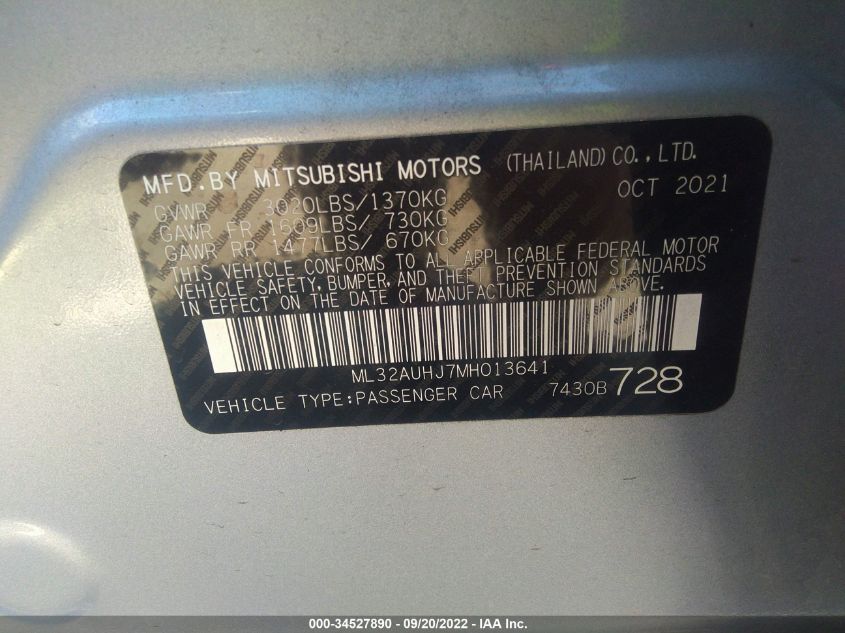 MFD.BY MITSUBISHI MOTORS (THAILAND) CO.,LTD.
GVWR 3020LBS/1370KG OCT 2021
GAWR FR 1609LBS/ 730KG
GAWR RR 1477LBS/ 670KG
THIS VEHICLE CONFORMS TO ALL APPLICABLE FEDERAL MOTOR
VEHICLE SAFETY, BUMPER, AND THEFT PREVENTION STANDARDS
IN EFFECT ON THE DATE OF MANUFACTURE SHOWN ABOVE.
ML32AUHJ7MH013641
VEHICLE TYPE:PASSENGER CAR 7430B 728
000-34527890 - 09/20/2022 - IAA Inc.